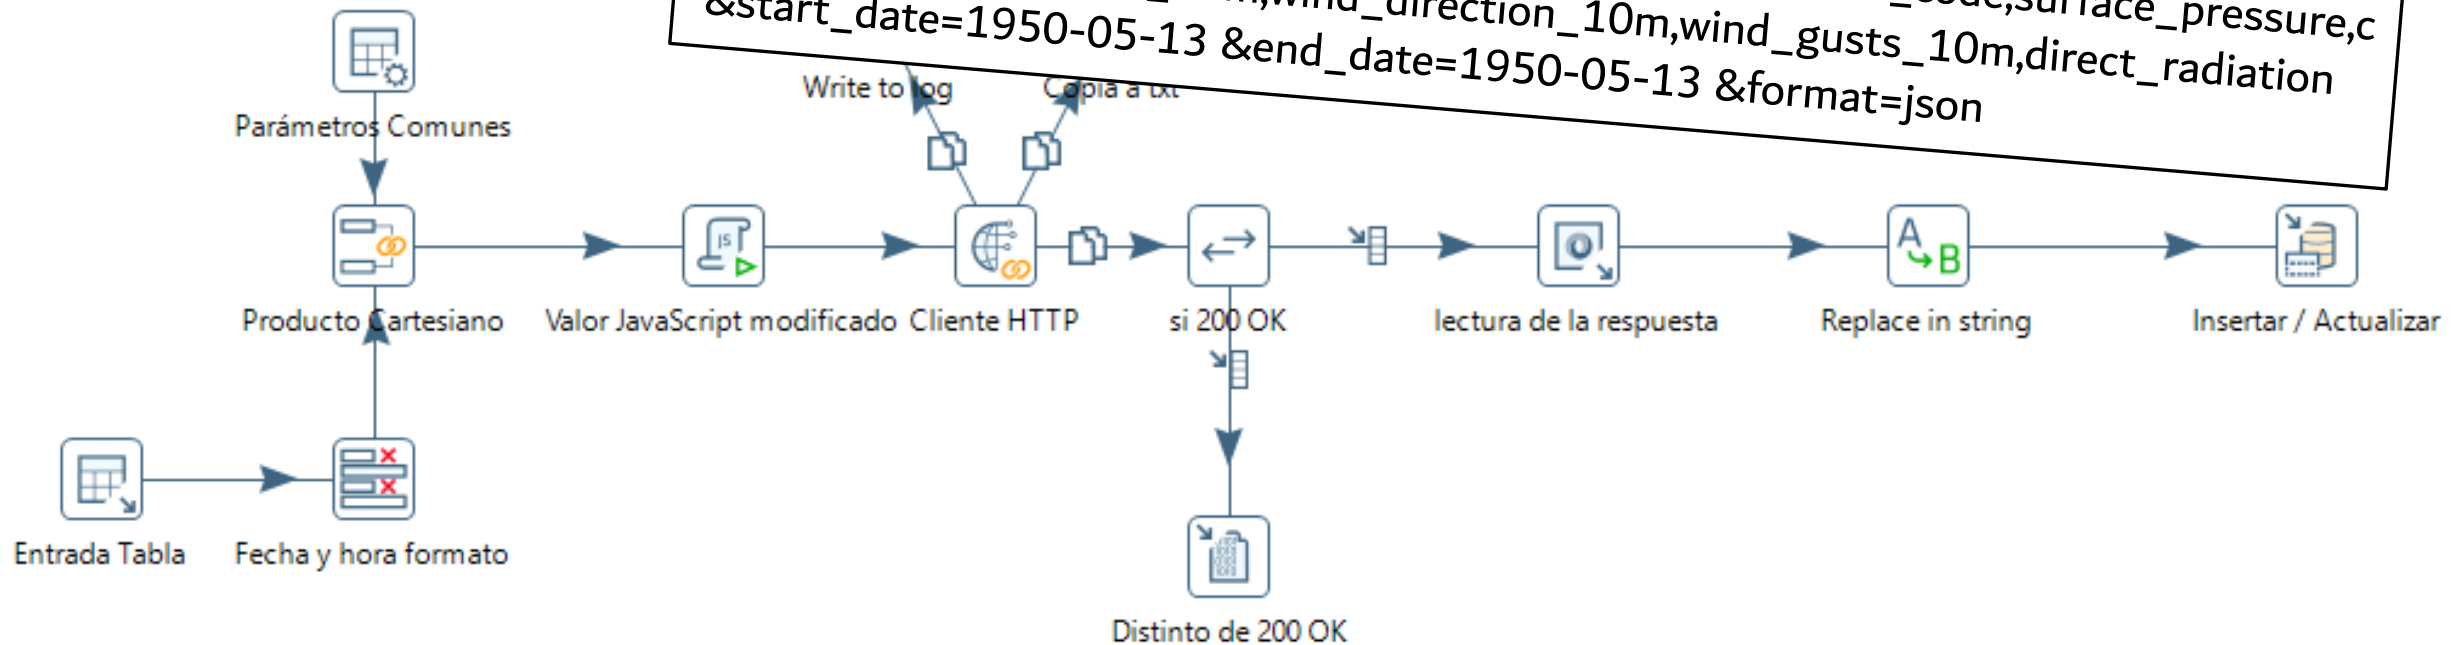 wind_direction_10m,wind_gusts_10m,direct_radiation
&start_date=1950-05-13 &end_date=1950-05-13 &format=json
surface_pressure,c
Write to log
Copia a txt
Parámetros Comunes
Producto Cartesiano
Valor JavaScript modificado
Cliente HTTP
si 200 OK
lectura de la respuesta
Replace in string
Insertar / Actualizar
Entrada Tabla
Fecha y hora formato
Distinto de 200 OK